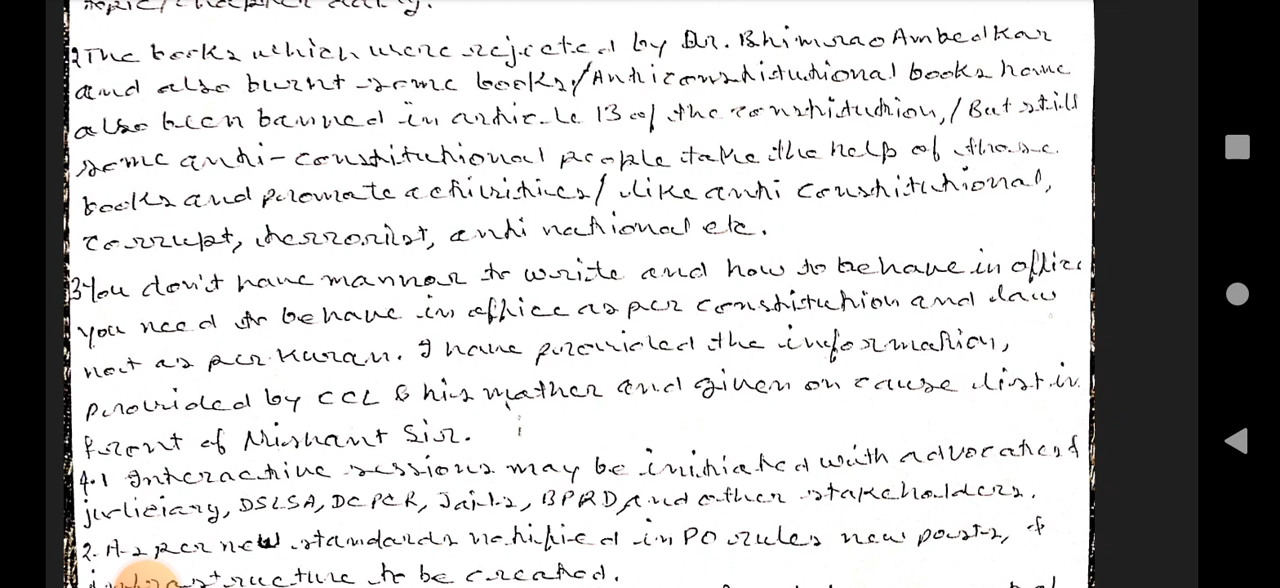 topic/chapter
2 The books which were rejected by Dr. Bhimrao Ambedkar
and also burnt some books/Anticonstitutional books have
also been banned in article 13 of the constitution,/But still
some anti-constitutional people take the help of those
books and promote activities/ like anti constitutional,
corrupt, terrorist, anti national etc.
3 You don't have mannor to write and how to behave in office
you need to behave in office as per constitution and law
not as per Kuran. I have provided the information,
provided by CCL & his mother and given on cause list in
front of Nishant Sir.
4.1 Interactive sessions may be initiated with advocates &
judiciary, DSLSA, DCPCR, Jails, BPRD and other stakeholders.
2. As per new standards notified in PO rules new posts, &
to be created.